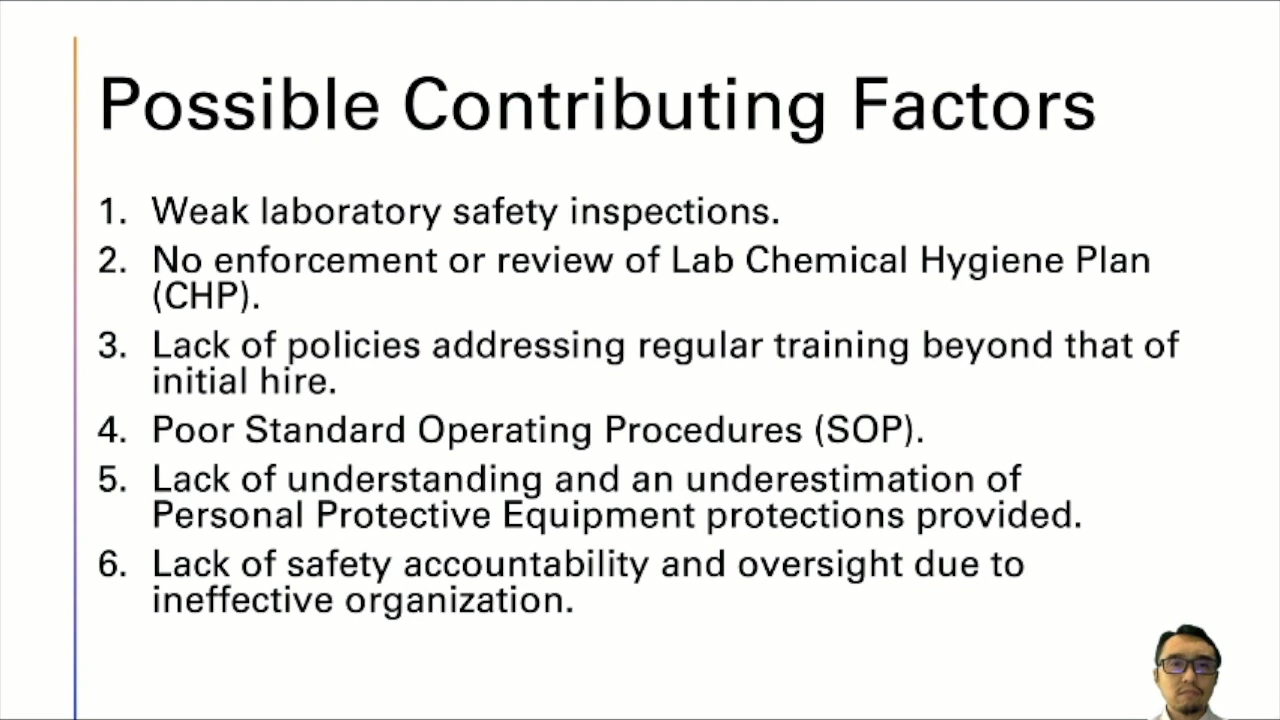 Possible Contributing Factors
1. Weak laboratory safety inspections.
2. No enforcement or review of Lab Chemical Hygiene Plan
(CHP).
3. Lack of policies addressing regular training beyond that of
initial hire.
4. Poor Standard Operating Procedures (SOP).
5. Lack of understanding and an underestimation of
Personal Protective Equipment protections provided.
6. Lack of safety accountability and oversight due to
ineffective organization.